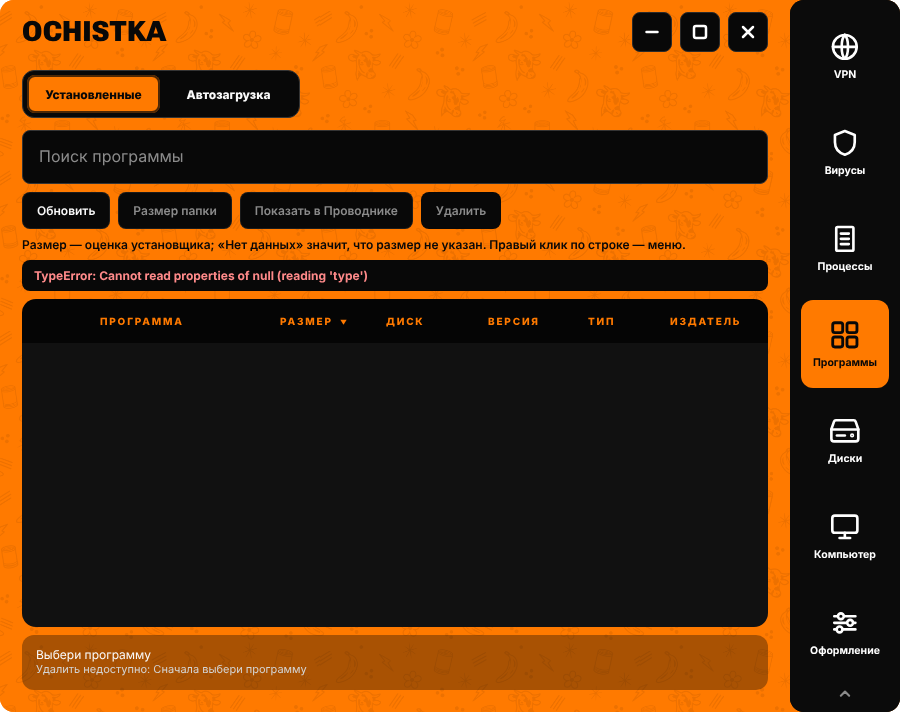 OCHISTKA
Установленные
Автозагрузка
Поиск программы
Обновить
Размер папки
Показать в Проводнике
Удалить
Размер — оценка установщика; «Нет данных» значит, что размер не указан. Правый клик по строке — меню.
TypeError: Cannot read properties of null (reading 'type')
ПРОГРАММА
РАЗМЕР ▼
ДИСК
ВЕРСИЯ
ТИП
ИЗДАТЕЛЬ
Выбери программу
Удалить недоступно: Сначала выбери программу
VPN
Вирусы
Процессы
Программы
Диски
Компьютер
Оформление